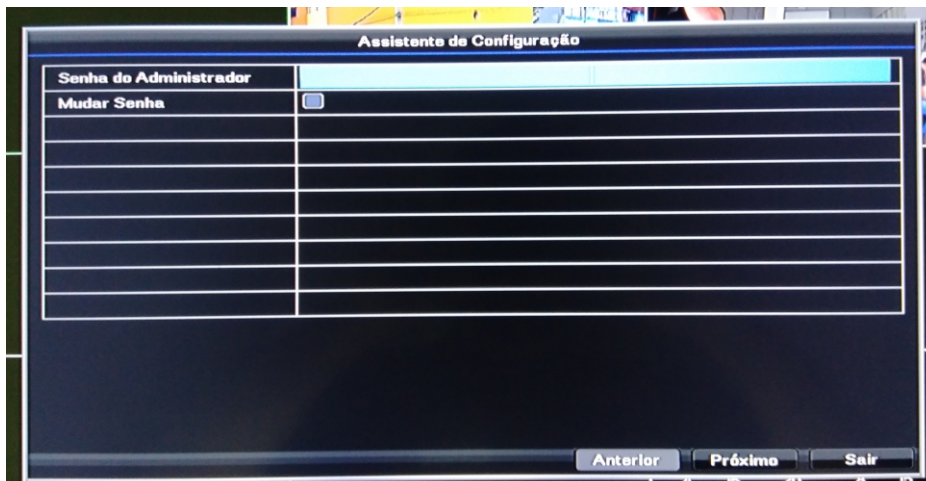 Assistente de Configuração
Senha do Administrador
Mudar Senha
Anterior Próximo Sair